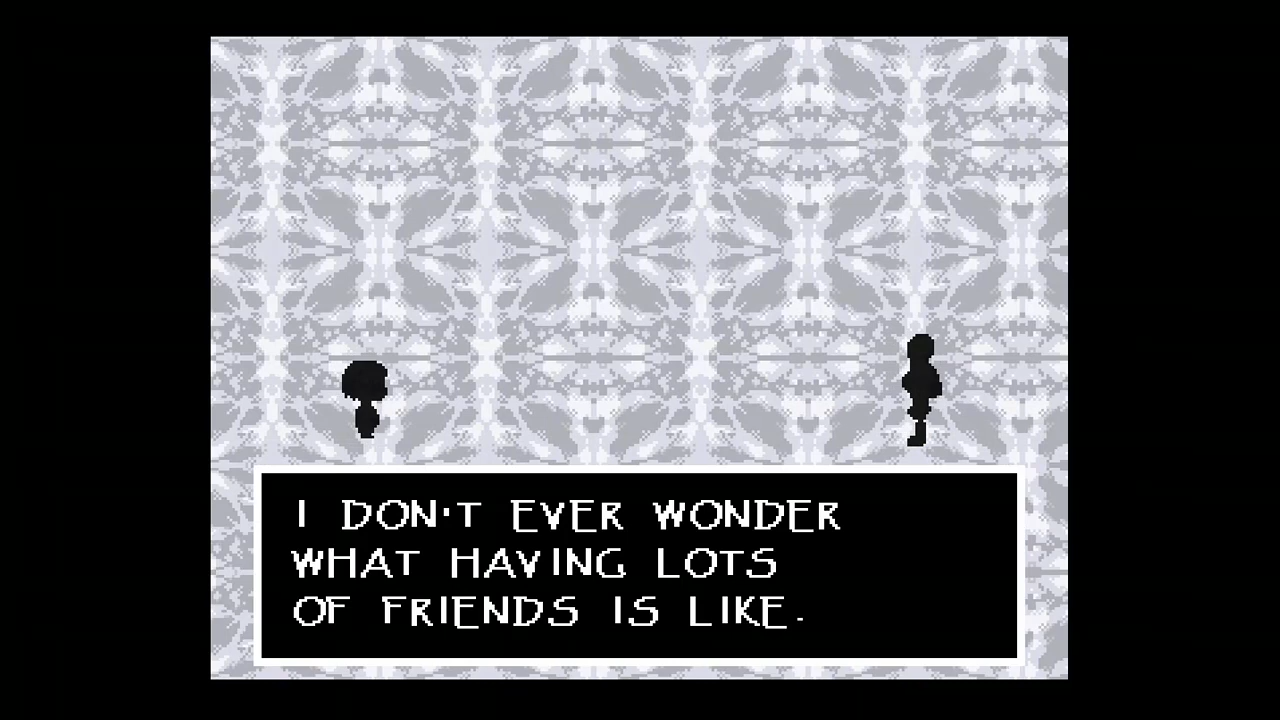 I DON'T EVER WONDER
WHAT HAVING LOTS
OF FRIENDS IS LIKE.